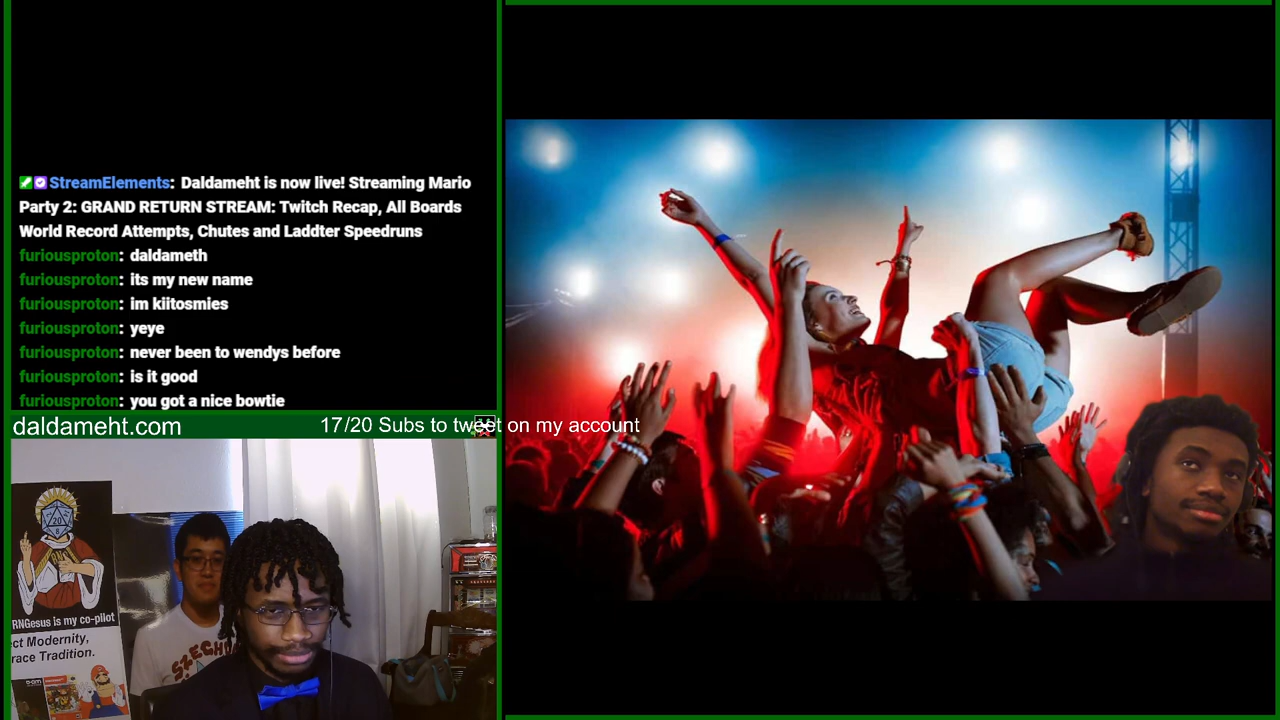 StreamElements: Daldameht is now live! Streaming Mario
Party 2: GRAND RETURN STREAM: Twitch Recap, All Boards
World Record Attempts, Chutes and Laddter Speedruns
furiousproton: daldameth
furiousproton: its my new name
furiousproton: im kiitosmies
furiousproton: yeye
furiousproton: never been to wendys before
furiousproton: is it good
furiousproton: you got a nice bowtie
daldameht.com
17/20 Subs to tweet on my account
20
RNGesus is my co-pilot
ct Modernity,
race Tradition.
SZECH